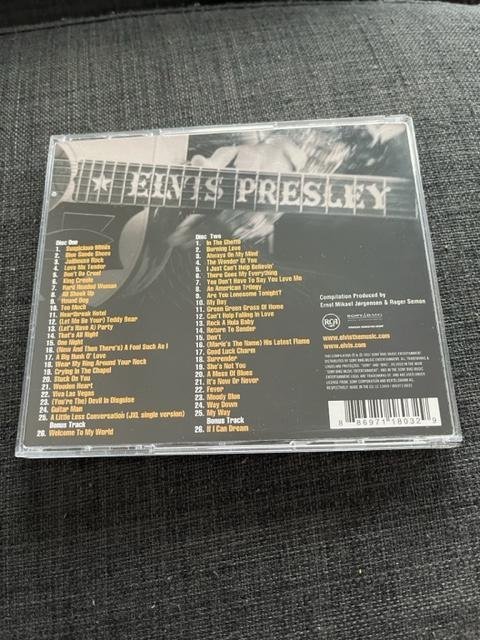 ★ ELVIS PRESLEY
Disc One
1. Suspicious Minds
2. Blue Suede Shoes
3. Jailhouse Rock
4. Love Me Tender
5. Don't Be Cruel
6. King Creole
7. Hard Headed Woman
8. All Shook Up
9. Hound Dog
10. Too Much
11. Heartbreak Hotel
12. (Let Me Be Your) Teddy Bear
13. (Let's Have A) Party
14. That's All Right
15. One Night
16. (Now And Then There's) A Fool Such As I
17. A Big Hunk O' Love
18. Wear My Ring Around Your Neck
19. Crying In The Chapel
20. Stuck On You
21. Wooden Heart
22. Viva Las Vegas
23. (You're The) Devil In Disguise
24. Guitar Man
25. A Little Less Conversation (JXL single version)
Bonus Track
26. Welcome To My World
Disc Two
1. In The Ghetto
2. Burning Love
3. Always On My Mind
4. The Wonder Of You
5. I Just Can't Help Believin'
6. There Goes My Everything
7. You Don't Have To Say You Love Me
8. An American Trilogy
9. Are You Lonesome Tonight?
10. My Boy
11. Green Green Grass Of Home
12. Can't Help Falling In Love
13. Rock A Hula Baby
14. Return To Sender
15. Don't
16. (Marie's The Name) His Latest Flame
17. Good Luck Charm
18. Surrender
19. She's Not You
20. A Mess Of Blues
21. It's Now Or Never
22. Fever
23. Moody Blue
24. Way Down
25. My Way
Bonus Track
26. If I Can Dream
Compilation Produced by
Ernst Mikael Jørgensen & Roger Semon
RCA
SONY BMG
www.elvisthemusic.com
www.elvis.com
8 86971 18032 9